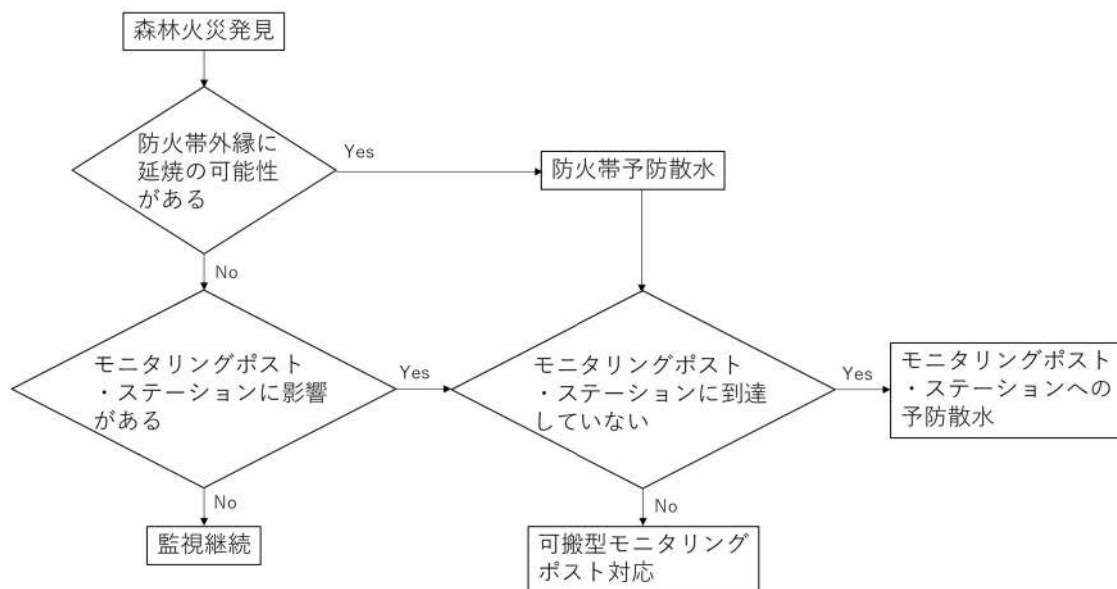 森林火災発見
防火帯外縁に
延焼の可能性
がある
Yes
防火帯予防散水
No
モニタリングポスト
・ステーションに影響
がある
Yes
モニタリングポスト
・ステーションに到達
していない
Yes
モニタリングポスト
・ステーションへの
予防散水
No
監視継続
No
可搬型モニタリング
ポスト対応